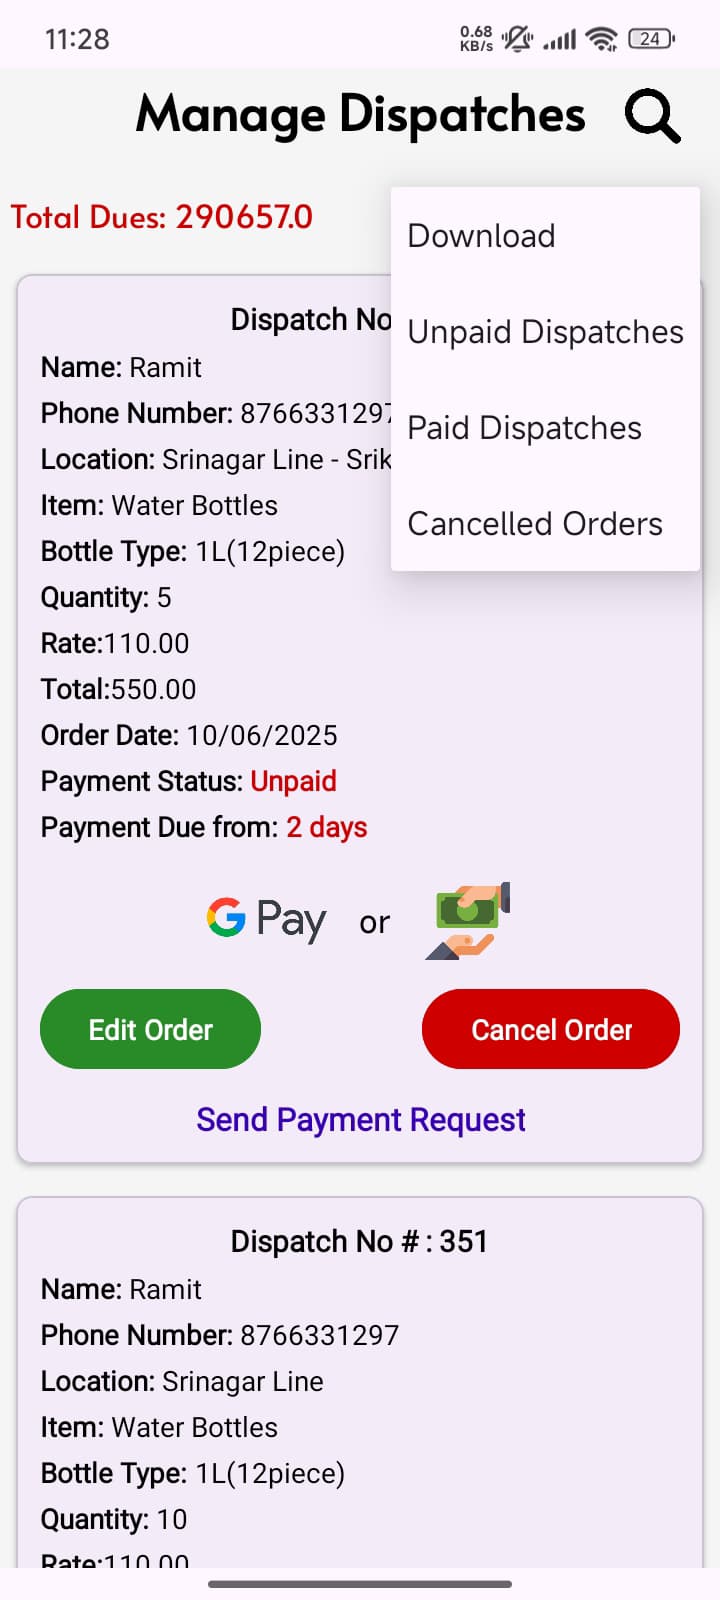 11:28
0.68
KB/s
24
Manage Dispatches
Total Dues: 290657.0
Download
Unpaid Dispatches
Paid Dispatches
Cancelled Orders
Dispatch No
Name: Ramit
Phone Number: 8766331297
Location: Srinagar Line - Srik
Item: Water Bottles
Bottle Type: 1L(12piece)
Quantity: 5
Rate:110.00
Total:550.00
Order Date: 10/06/2025
Payment Status: Unpaid
Payment Due from: 2 days
G Pay or
Edit Order
Cancel Order
Send Payment Request
Dispatch No # : 351
Name: Ramit
Phone Number: 8766331297
Location: Srinagar Line
Item: Water Bottles
Bottle Type: 1L(12piece)
Quantity: 10
Rate:110.00